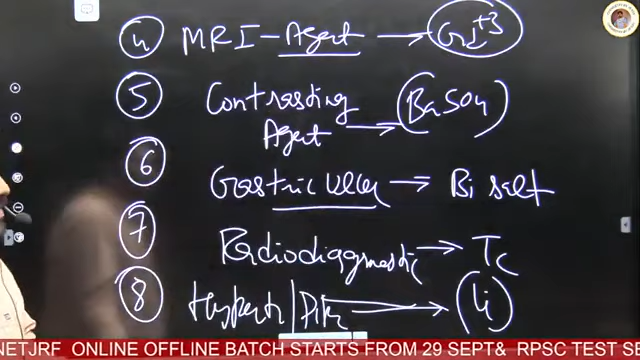 4 MRI - Agent → Gd+3
5 Contrasting Agent → BaSO4
6 Gastric Ulcer → Bi salt
7 Radiodiagnostic → Tc
8 → Li
NETJRF ONLINE OFFLINE BATCH STARTS FROM 29 SEPT& RPSC TEST SE